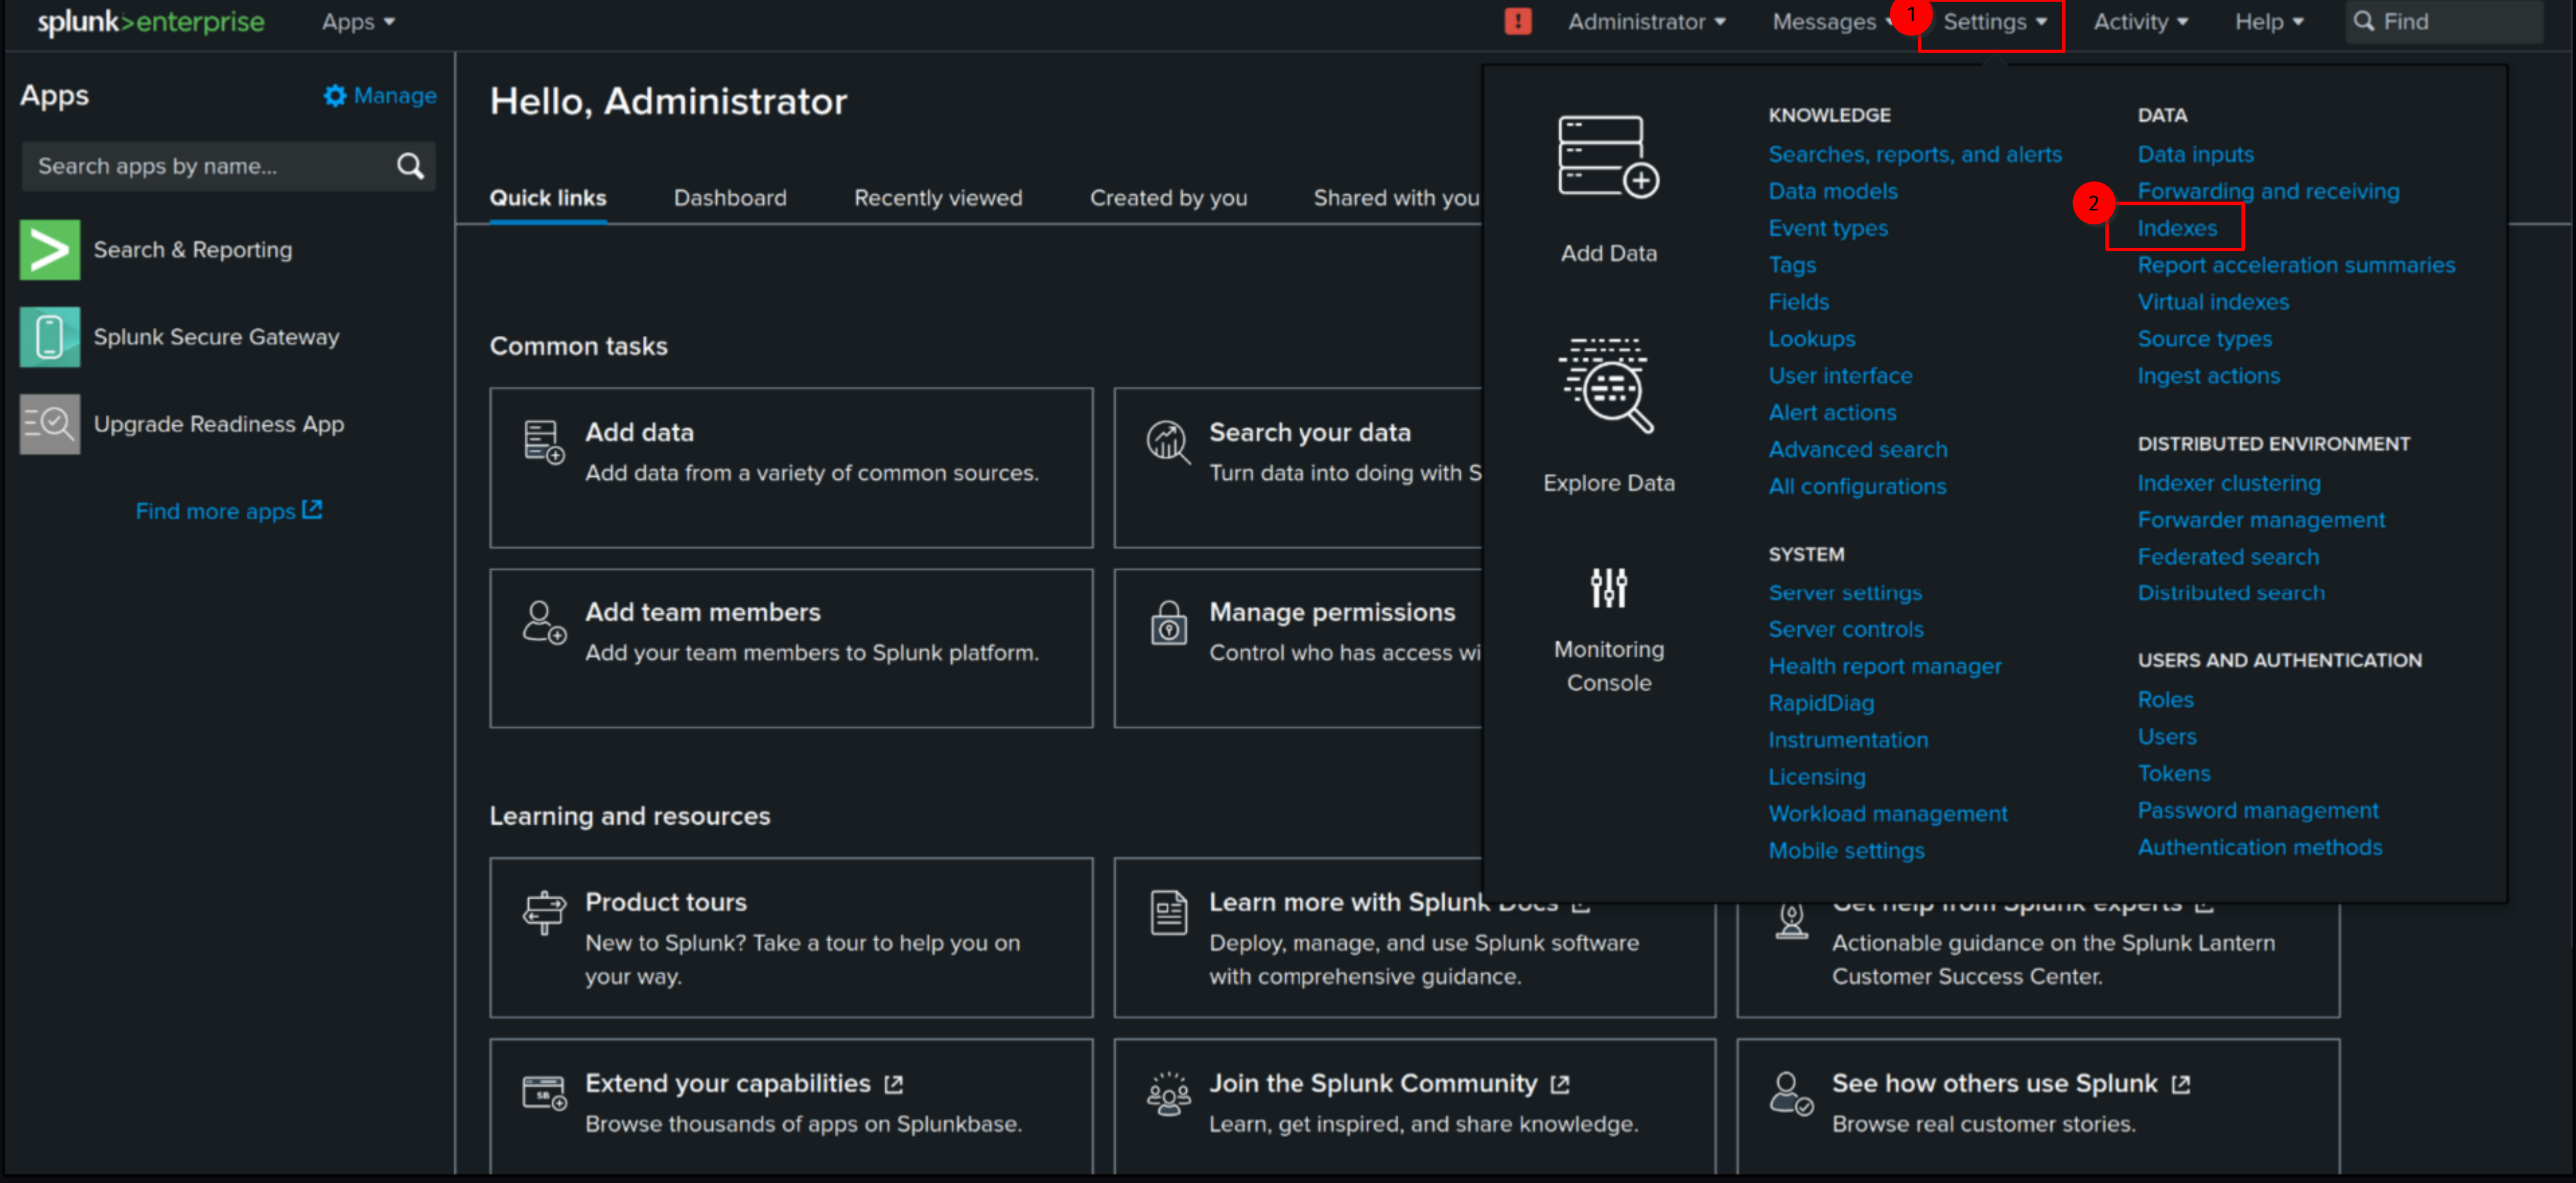 splunk>enterprise
Apps
!
Administrator
Messages
1
Settings
Activity
Help
Find
Apps
Manage
Search apps by name...
Search & Reporting
Splunk Secure Gateway
Upgrade Readiness App
Find more apps
Hello, Administrator
Quick links
Dashboard
Recently viewed
Created by you
Shared with you
Common tasks
Add data
Add data from a variety of common sources.
Search your data
Turn data into doing with S
Add team members
Add your team members to Splunk platform.
Manage permissions
Control who has access wi
Learning and resources
Product tours
New to Splunk? Take a tour to help you on
your way.
Learn more with Splunk Docs
Deploy, manage, and use Splunk software
with comprehensive guidance.
Get help from Splunk experts
Actionable guidance on the Splunk Lantern
Customer Success Center.
SB
Extend your capabilities
Browse thousands of apps on Splunkbase.
Join the Splunk Community
Learn, get inspired, and share knowledge.
See how others use Splunk
Browse real customer stories.
Add Data
Explore Data
Monitoring
Console
KNOWLEDGE
Searches, reports, and alerts
Data models
Event types
Tags
Fields
Lookups
User interface
Alert actions
Advanced search
All configurations
SYSTEM
Server settings
Server controls
Health report manager
RapidDiag
Instrumentation
Licensing
Workload management
Mobile settings
DATA
Data inputs
Forwarding and receiving
2
Indexes
Report acceleration summaries
Virtual indexes
Source types
Ingest actions
DISTRIBUTED ENVIRONMENT
Indexer clustering
Forwarder management
Federated search
Distributed search
USERS AND AUTHENTICATION
Roles
Users
Tokens
Password management
Authentication methods